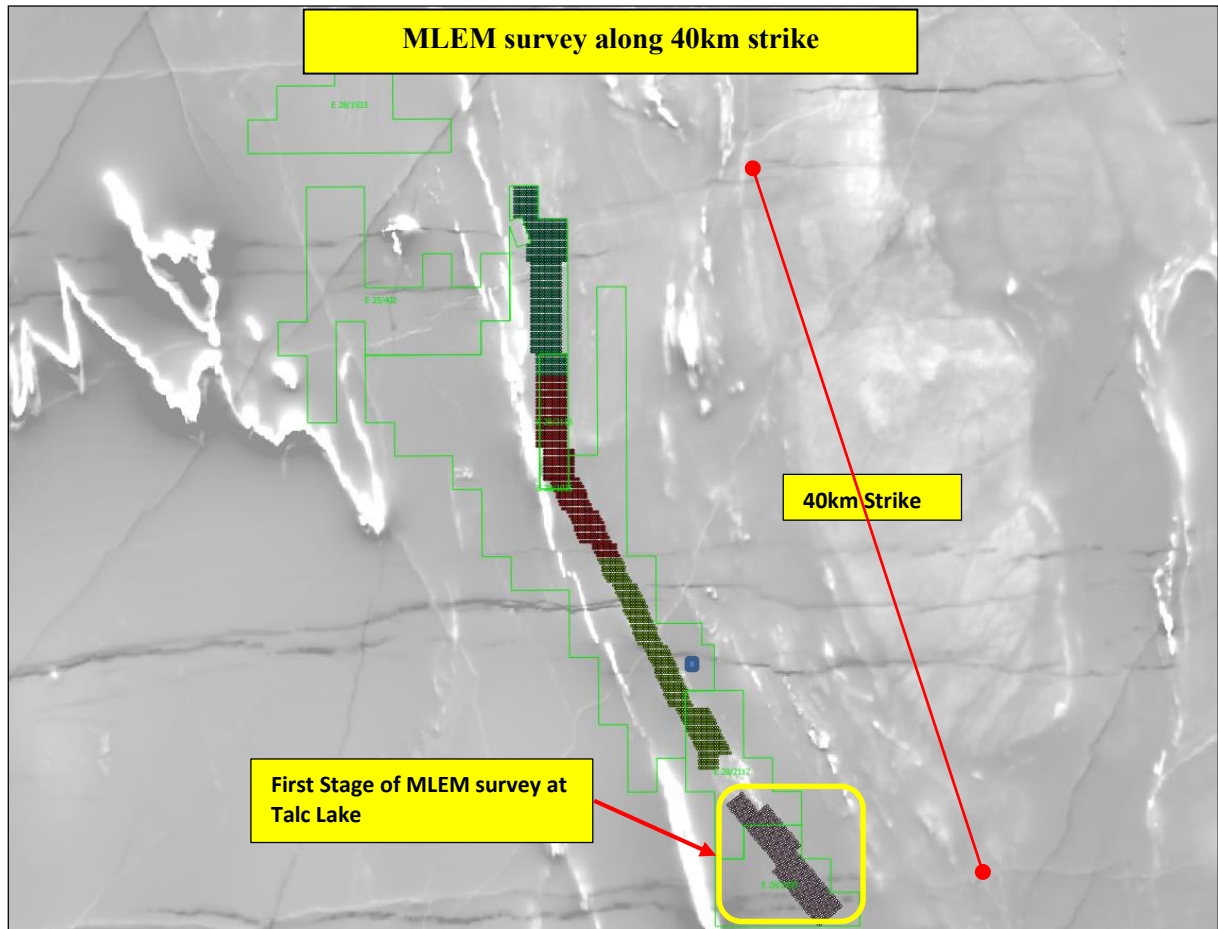 MLEM survey along 40km strike
E 28/1933
E 25/402
40km Strike
First Stage of MLEM survey at
Talc Lake